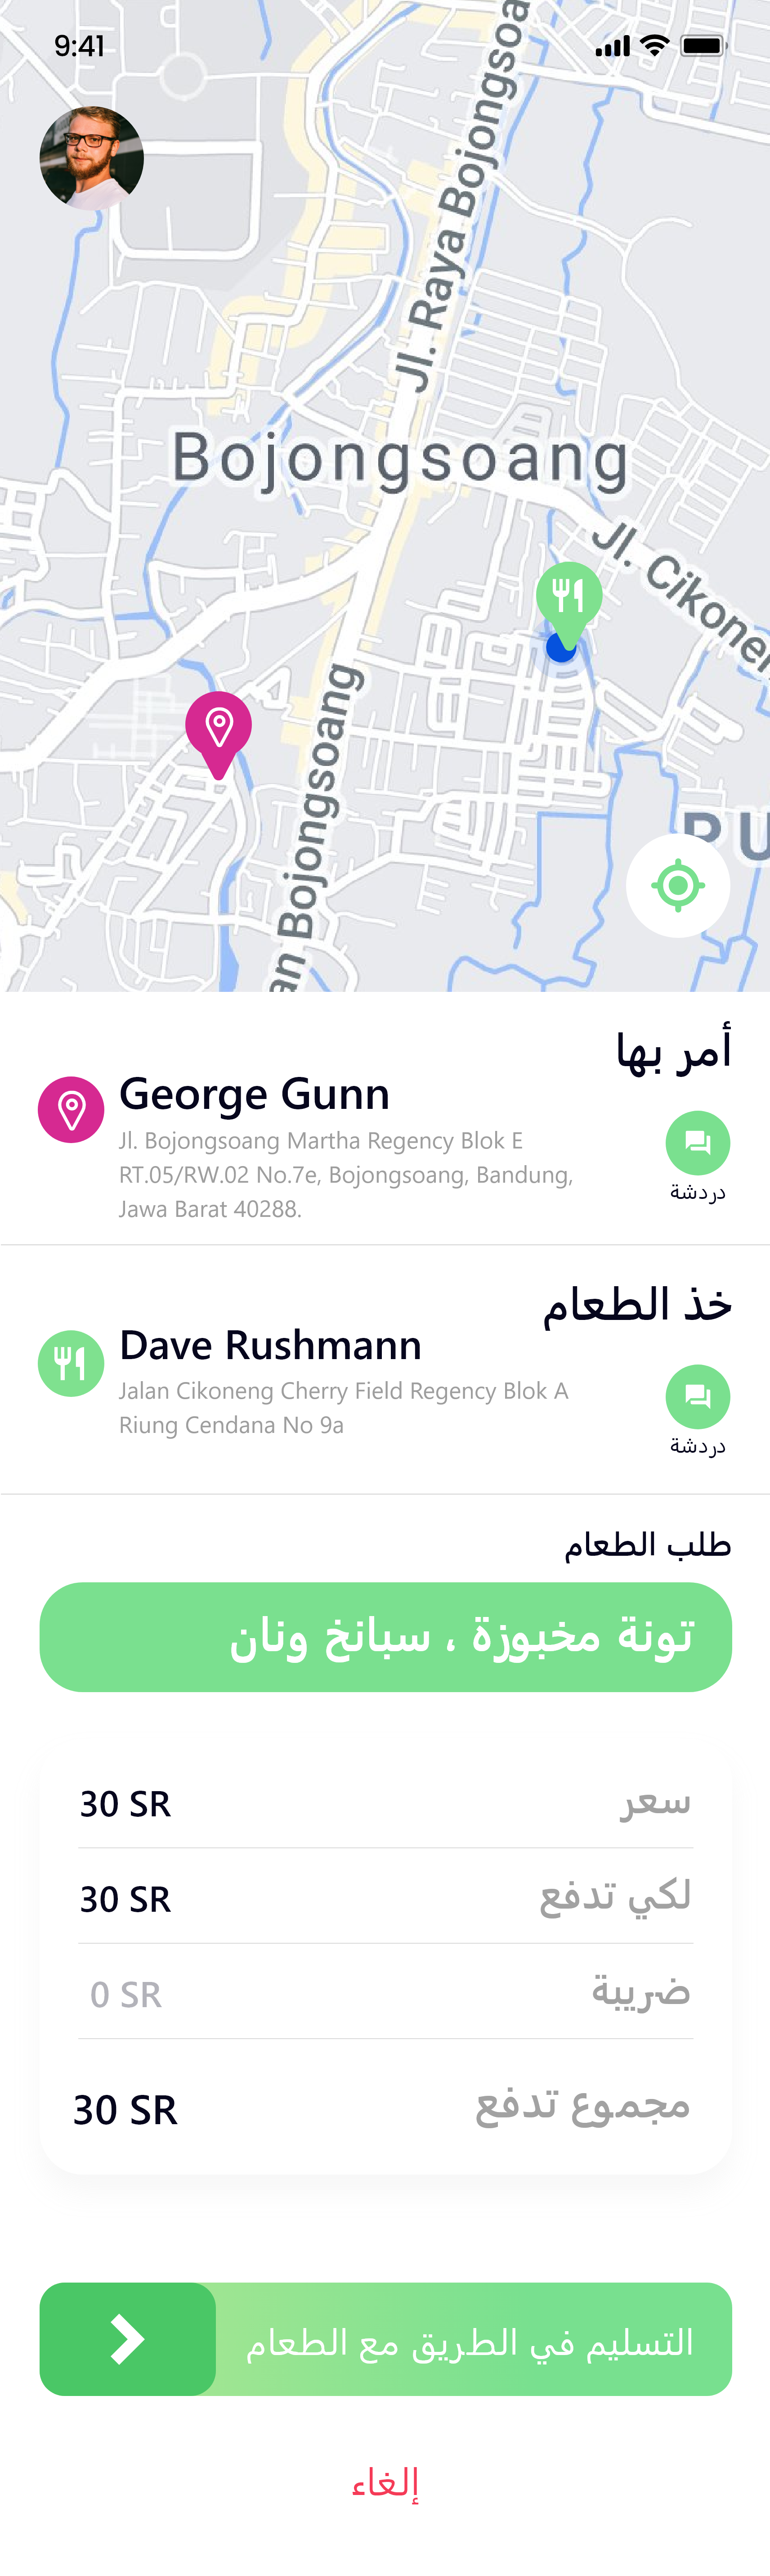 9:41
Jl. Raya Bojongsoa
Bojongsoang
Jl. Cikone
an Bojongsoang
أمر بها
George Gunn
Jl. Bojongsoang Martha Regency Blok E
RT.05/RW.02 No.7e, Bojongsoang, Bandung,
Jawa Barat 40288.
دردشة
خذ الطعام
Dave Rushmann
Jalan Cikoneng Cherry Field Regency Blok A
Riung Cendana No 9a
دردشة
طلب الطعام
تونة مخبوزة ، سبانخ ونان
سعر 30 SR
لكي تدفع 30 SR
ضريبة 0 SR
مجموع تدفع 30 SR
التسليم في الطريق مع الطعام
إلغاء